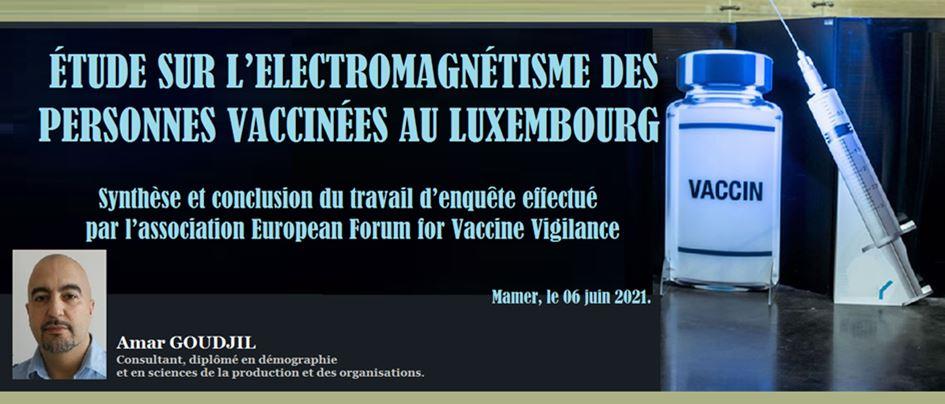 ÉTUDE SUR L'ELECTROMAGNÉTISME DES
PERSONNES VACCINÉES AU LUXEMBOURG
Synthèse et conclusion du travail d'enquête effectué
par l'association European Forum for Vaccine Vigilance
Mamer, le 06 juin 2021.
Amar GOUDJIL
Consultant, diplômé en démographie
et en sciences de la production et des organisations.
VACCIN